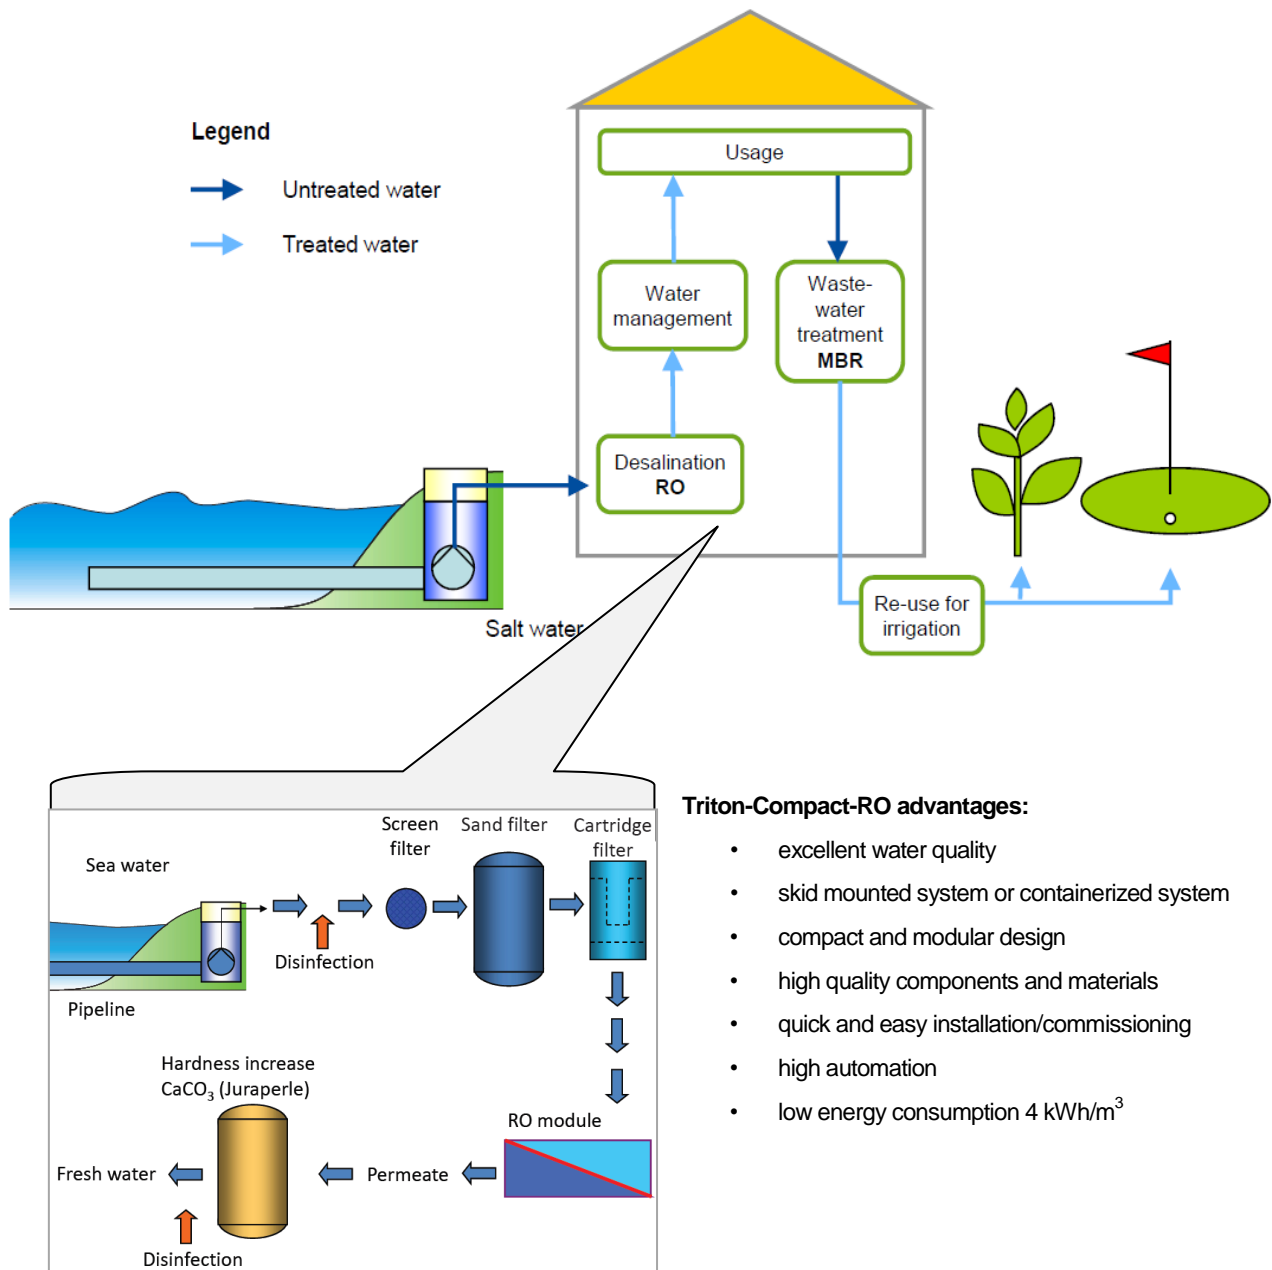 Legend
Untreated water
Treated water
Usage
Water
management
Waste-
water
treatment
MBR
Desalination
RO
Salt water
Re-use for
irrigation
Sea water
Pipeline
Disinfection
Screen
filter
Sand filter
Cartridge
filter
Hardness increase
CaCO₃ (Juraperle)
RO module
Permeate
Fresh water
Disinfection
Triton-Compact-RO advantages:
• excellent water quality
• skid mounted system or containerized system
• compact and modular design
• high quality components and materials
• quick and easy installation/commissioning
• high automation
• low energy consumption 4 kWh/m³